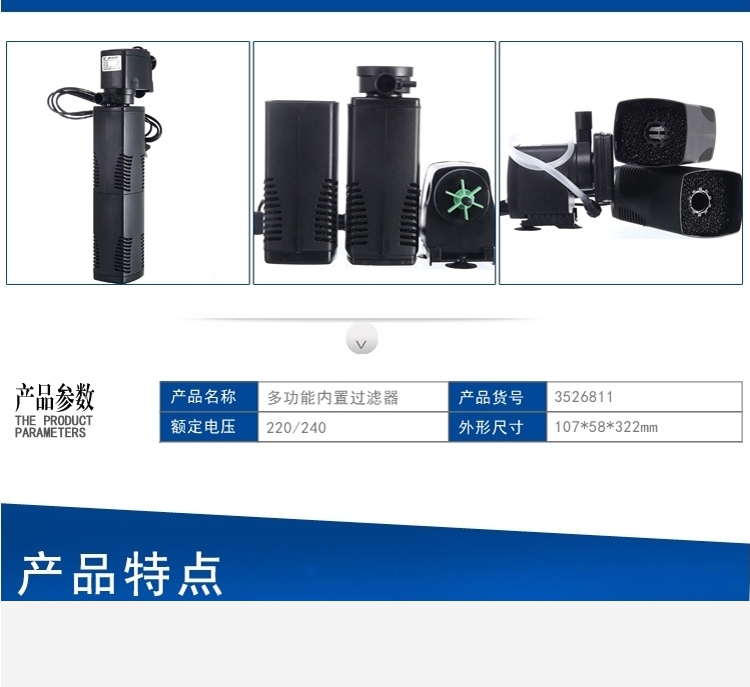 产品参数
THE PRODUCT
PARAMETERS
产品名称 多功能内置过滤器 产品货号 3526811
额定电压 220/240 外形尺寸 107*58*322mm
产品特点